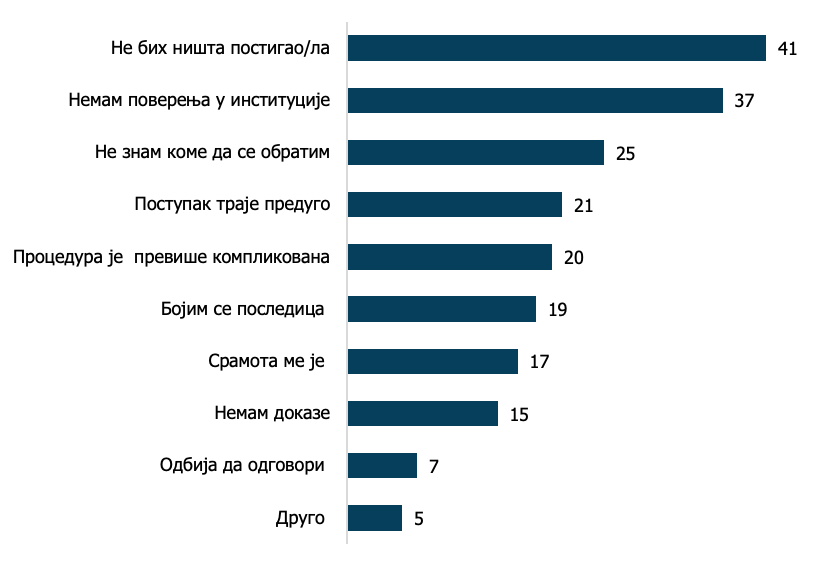 Не бих ништа постигао/ла 41
Немам поверења у институције 37
Не знам коме да се обратим 25
Поступак траје предуго 21
Процедура је  превише компликована 20
Бојим се последица 19
Срамота ме је 17
Немам доказе 15
Одбија да одговори 7
Друго 5